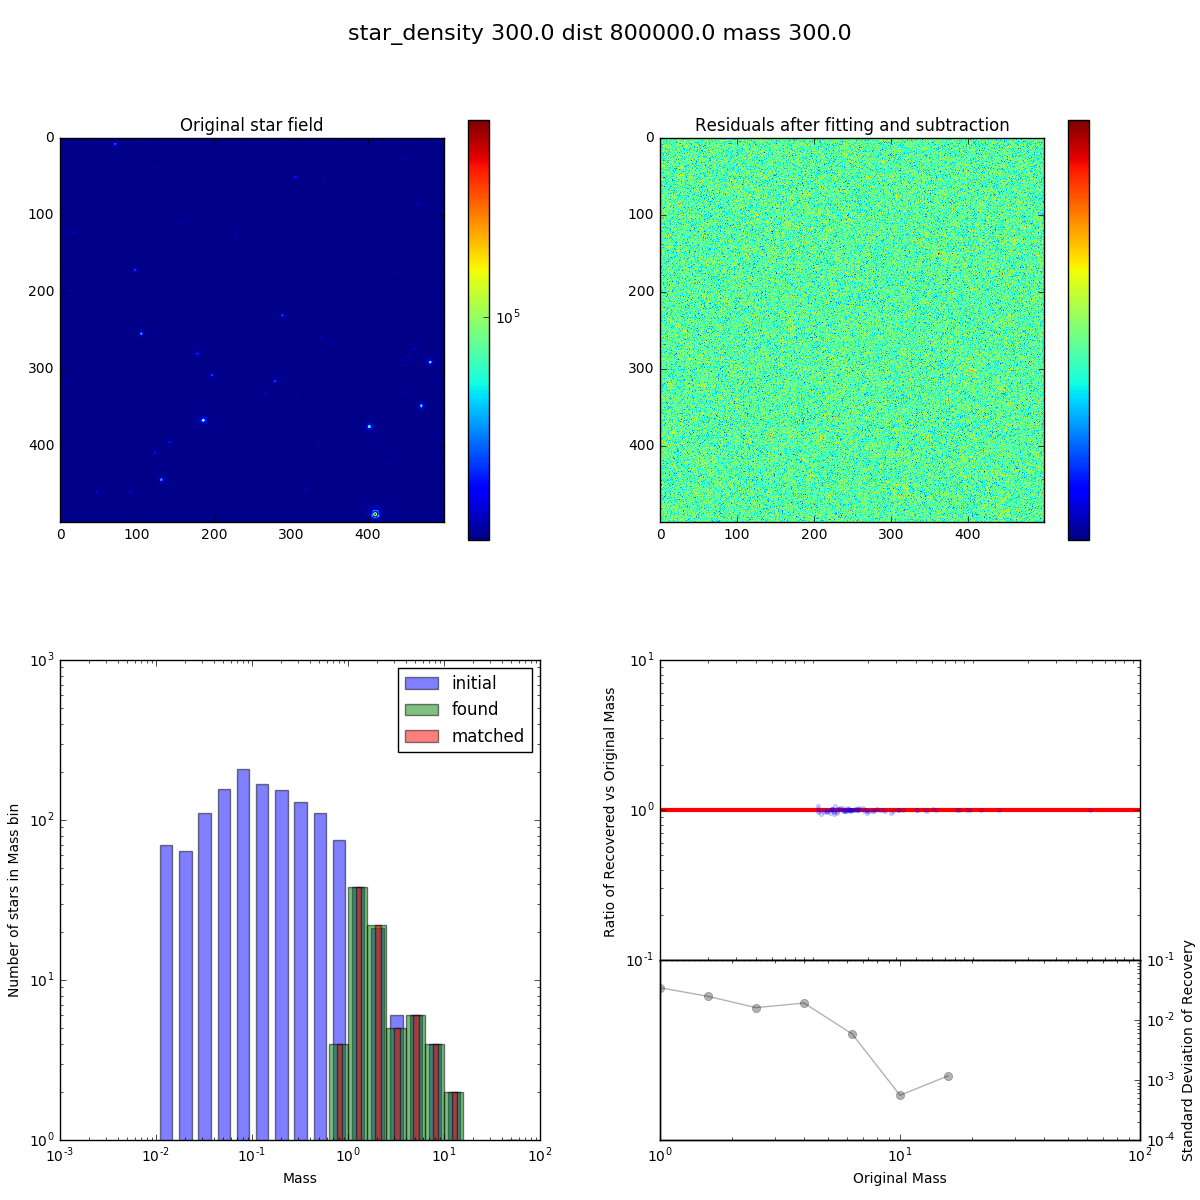 star_density 300.0 dist 800000.0 mass 300.0
Original star field
0
100
200
300
400
0 100 200 300 400
10^5
Residuals after fitting and subtraction
0
100
200
300
400
0 100 200 300 400
Number of stars in Mass bin
10^3
10^2
10^1
10^0
initial
found
matched
10^-3 10^-2 10^-1 10^0 10^1 10^2
Mass
Ratio of Recovered vs Original Mass
10^1
10^0
10^-1
10^-1
10^-2
10^-3
10^-4
Standard Deviation of Recovery
10^0 10^1 10^2
Original Mass